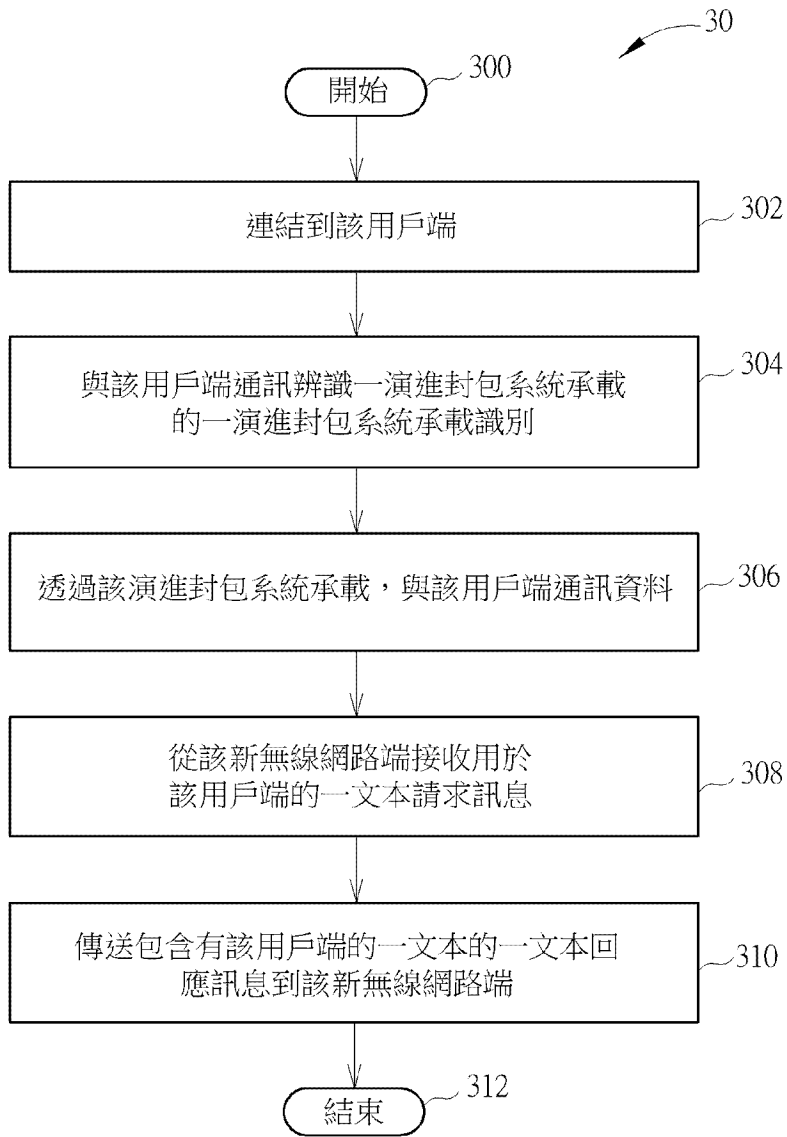 30
開始
300
連結到該用戶端
302
與該用戶端通訊辨識一演進封包系統承載
的一演進封包系統承載識別
304
透過該演進封包系統承載,與該用戶端通訊資料
306
從該新無線網路端接收用於
該用戶端的一文本請求訊息
308
傳送包含有該用戶端的一文本的一文本回
應訊息到該新無線網路端
310
結束
312